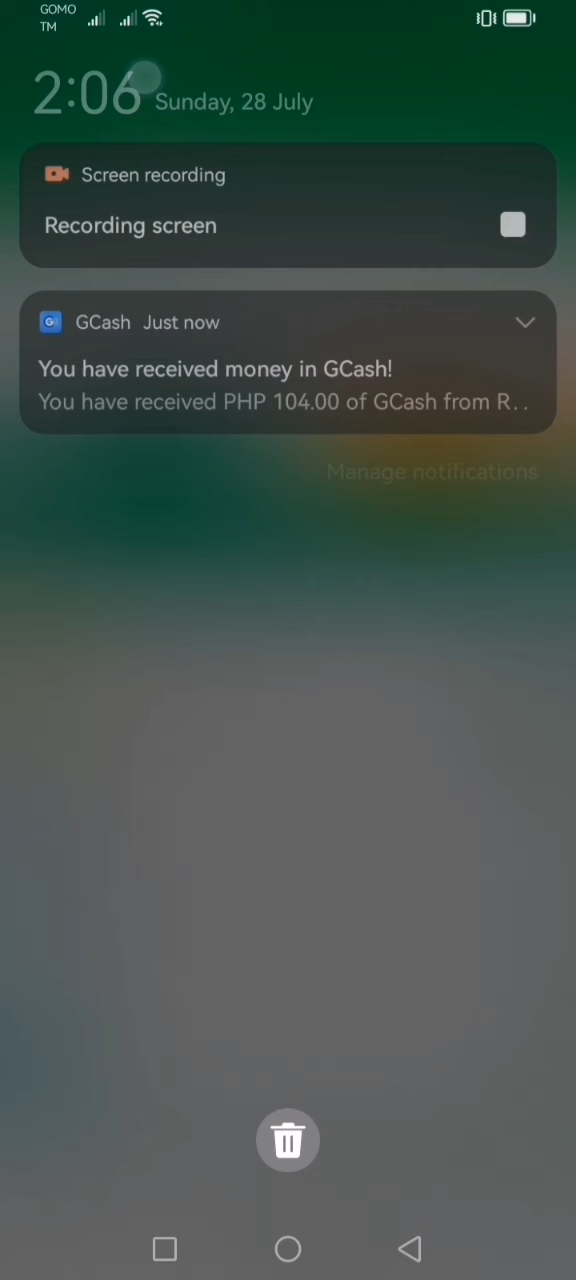 GOMO
TM
2:06 Sunday, 28 July
Screen recording
Recording screen
GCash Just now
You have received money in GCash!
You have received PHP 104.00 of GCash from R..
Manage notifications